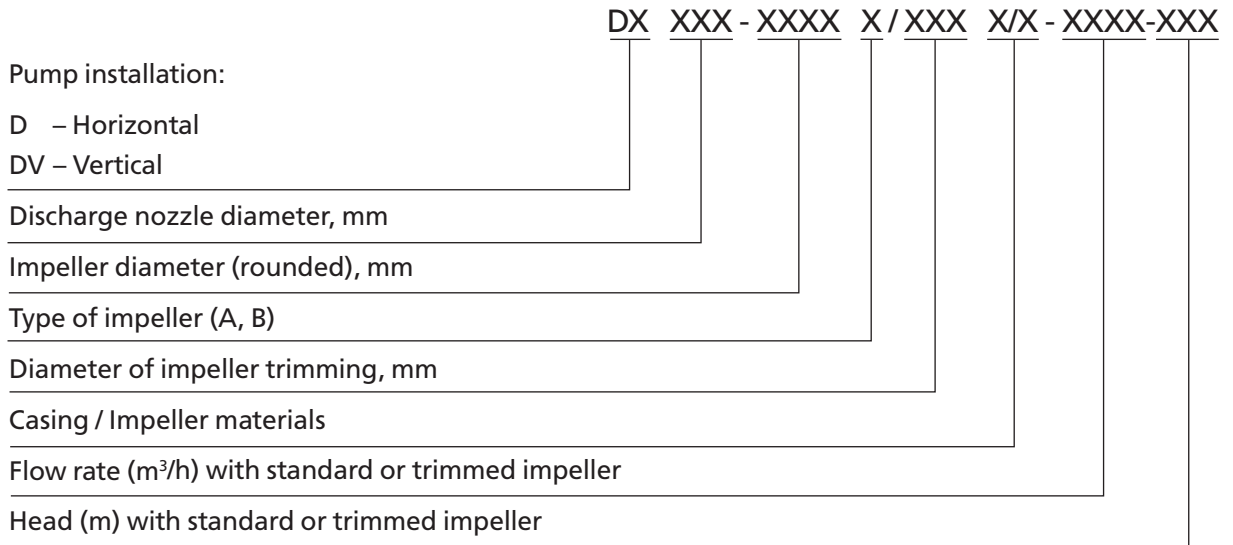 DX XXX - XXXX X / XXX X/X - XXXX-XXX
Pump installation:
D – Horizontal
DV – Vertical
Discharge nozzle diameter, mm
Impeller diameter (rounded), mm
Type of impeller (A, B)
Diameter of impeller trimming, mm
Casing / Impeller materials
Flow rate (m³/h) with standard or trimmed impeller
Head (m) with standard or trimmed impeller